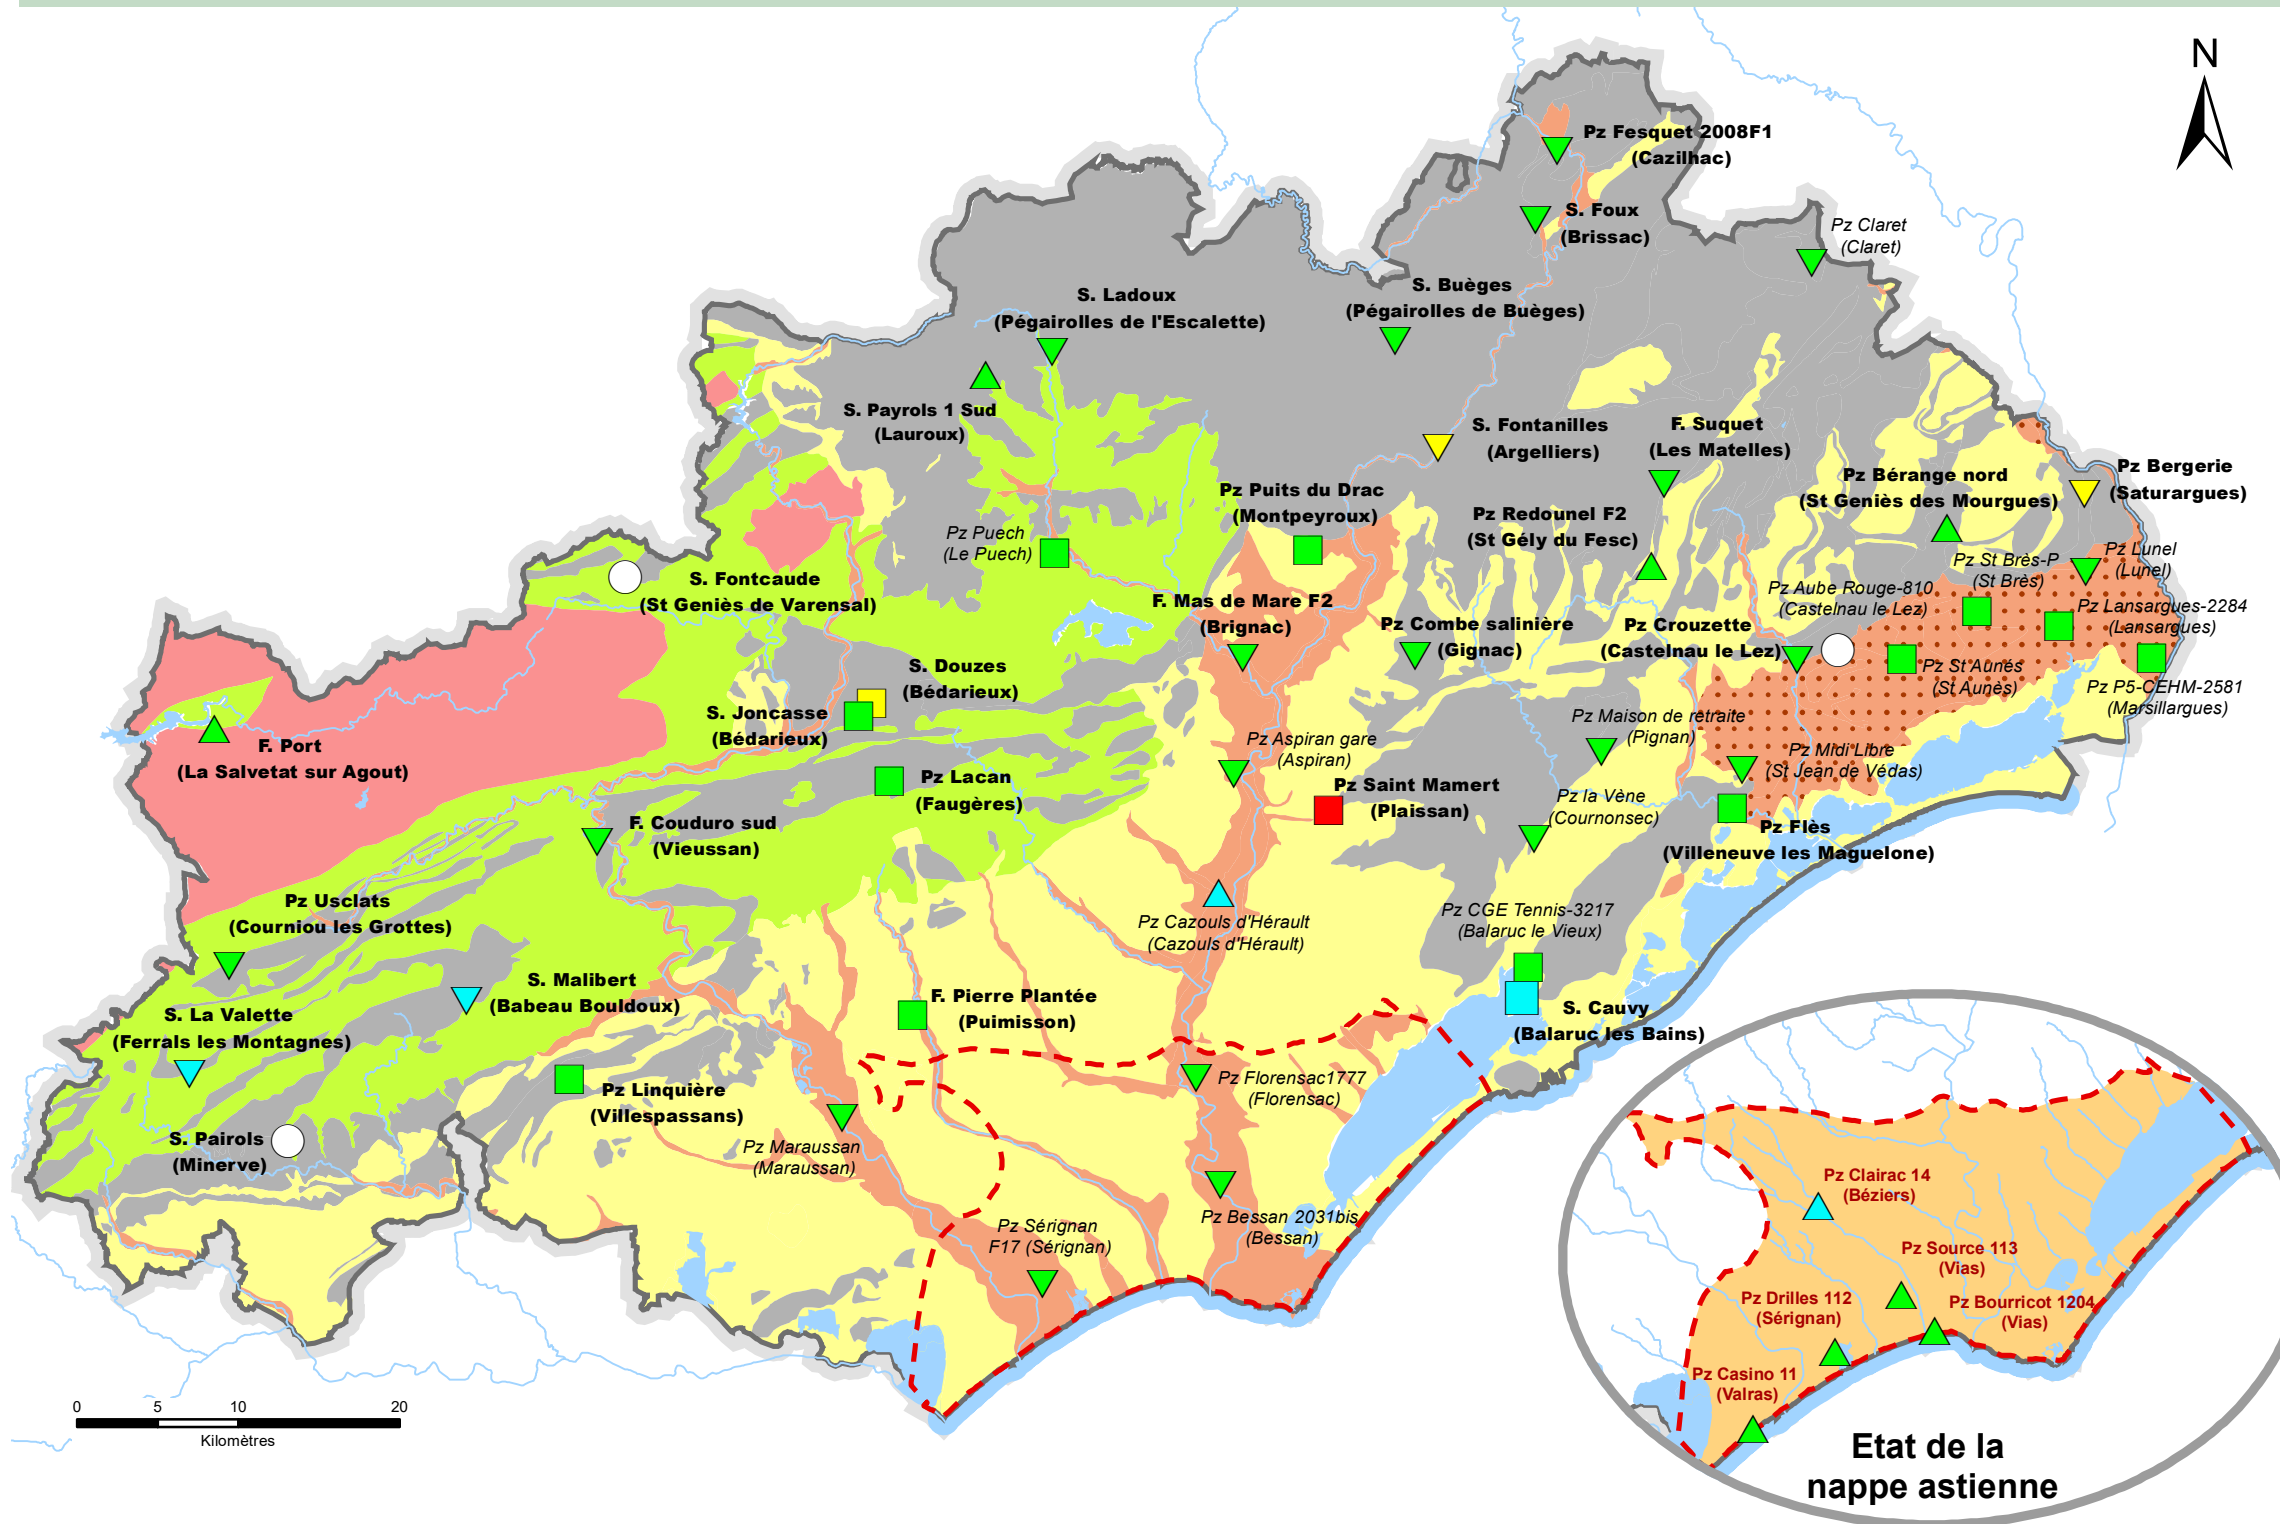 N
Pz Fesquet 2008F1
(Cazilhac)
S. Foux
(Brissac)
Pz Claret
(Claret)
S. Buèges
(Pégairolles de Buèges)
S. Ladoux
(Pégairolles de l'Escalette)
S. Payrols 1 Sud
(Lauroux)
S. Fontanilles
(Argelliers)
F. Suquet
(Les Matelles)
Pz Bérange nord
(St Geniès des Mourgues)
Pz Bergerie
(Saturargues)
Pz Puits du Drac
(Montpeyroux)
Pz Redounel F2
(St Gély du Fesc)
Pz Puech
(Le Puech)
Pz St Brès-P
(St Brès)
Pz Lunel
(Lunel)
S. Fontcaude
(St Geniès de Varensal)
Pz Aube Rouge-810
(Castelnau le Lez)
F. Mas de Mare F2
(Brignac)
Pz Lansargues-2284
(Lansargues)
Pz Combe salinière
(Gignac)
Pz Crouzette
(Castelnau le Lez)
S. Douzes
(Bédarieux)
Pz St Aunés
(St Aunès)
Pz P5-CEHM-2581
(Marsillargues)
S. Joncasse
(Bédarieux)
Pz Maison de retraite
(Pignan)
F. Port
(La Salvetat sur Agout)
Pz Aspiran gare
(Aspiran)
Pz Midi Libre
(St Jean de Védas)
Pz Lacan
(Faugères)
Pz Saint Mamert
(Plaissan)
Pz la Vène
(Cournonsec)
F. Couduro sud
(Vieussan)
Pz Flès
(Villeneuve les Maguelone)
Pz Usclats
(Courniou les Grottes)
Pz Cazouls d'Hérault
(Cazouls d'Hérault)
Pz CGE Tennis-3217
(Balaruc le Vieux)
S. Malibert
(Babeau Bouldoux)
F. Pierre Plantée
(Puimisson)
S. La Valette
(Ferrals les Montagnes)
S. Cauvy
(Balaruc les Bains)
Pz Linquière
(Villespassans)
Pz Florensac1777
(Florensac)
S. Pairols
(Minerve)
Pz Maraussan
(Maraussan)
Pz Sérignan
F17 (Sérignan)
Pz Bessan 2031bis
(Bessan)
Pz Clairac 14
(Béziers)
Pz Source 113
(Vias)
Pz Drilles 112
(Sérignan)
Pz Bourricot 1204
(Vias)
Pz Casino 11
(Valras)
Etat de la
nappe astienne
0 5 10 20
Kilomètres